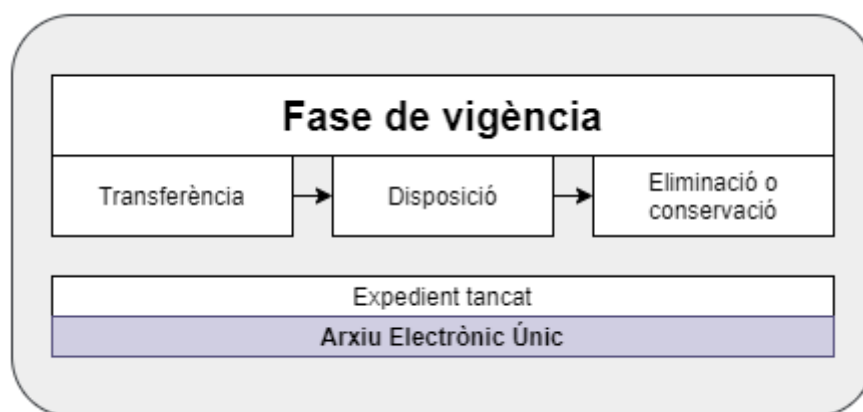 Fase de vigència
Transferència
Disposició
Eliminació o
conservació
Expedient tancat
Arxiu Electrònic Únic